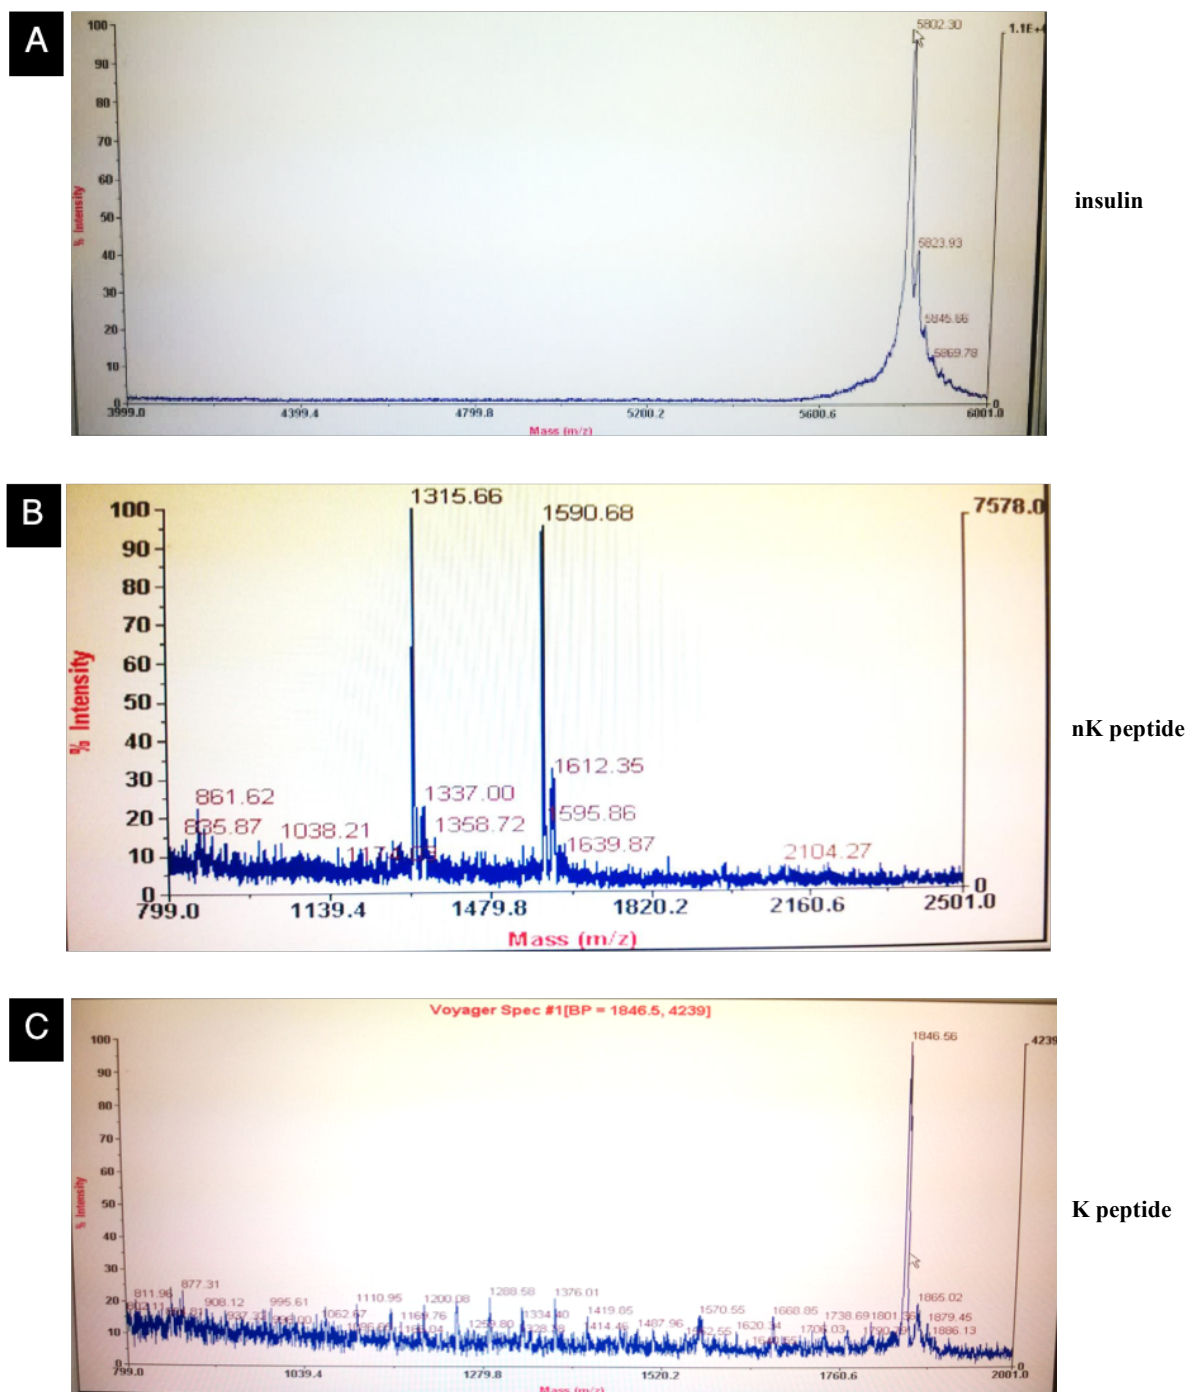 A
100
90
80
70
60
50
40
30
20
10
0
% Intensity
5802.30
1.1E+
5823.93
5845.86
5869.78
0
3999.0 4399.4 4799.8 5200.2 5600.6 6001.0
Mass (m/z)
insulin
B
100
90
80
70
60
50
40
30
20
10
0
% Intensity
1315.66
1590.68
7578.0
1612.35
861.62 1337.00 1595.86
835.87 1038.21 1358.72 1639.87
2104.27
0
799.0 1139.4 1479.8 1820.2 2160.6 2501.0
Mass (m/z)
nK peptide
C
Voyager Spec #1[BP = 1846.5, 4239]
100
90
80
70
60
50
40
30
20
10
0
% Intensity
1846.56
4239
811.96 877.31 908.12 995.61 1110.95 1200.08 1288.58 1376.01 1865.02
1062.67 1169.76 1334.40 1419.85 1570.55 1668.85 1738.69 1801.36 1879.45
1259.80 1414.46 1487.96 1620.34 1706.03 1886.13
0
799.0 1039.4 1279.8 1520.2 1760.6 2001.0
Mass (m/z)
K peptide